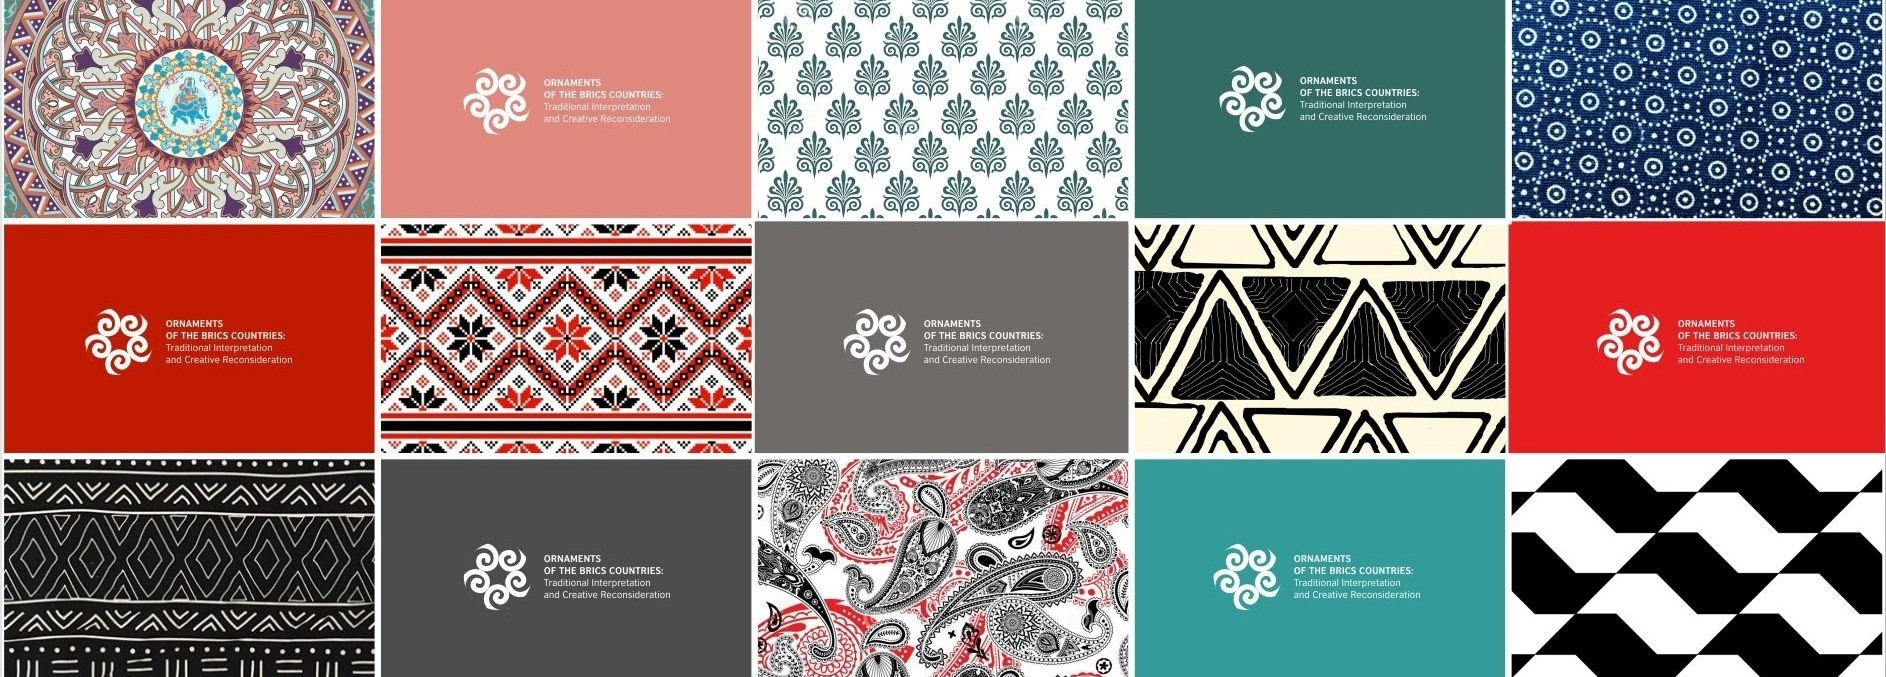 ORNAMENTS
OF THE BRICS COUNTRIES:
Traditional Interpretation
and Creative Reconsideration
ORNAMENTS
OF THE BRICS COUNTRIES:
Traditional Interpretation
and Creative Reconsideration
ORNAMENTS
OF THE BRICS COUNTRIES:
Traditional Interpretation
and Creative Reconsideration
ORNAMENTS
OF THE BRICS COUNTRIES:
Traditional Interpretation
and Creative Reconsideration
ORNAMENTS
OF THE BRICS COUNTRIES:
Traditional Interpretation
and Creative Reconsideration
ORNAMENTS
OF THE BRICS COUNTRIES:
Traditional Interpretation
and Creative Reconsideration
ORNAMENTS
OF THE BRICS COUNTRIES:
Traditional Interpretation
and Creative Reconsideration